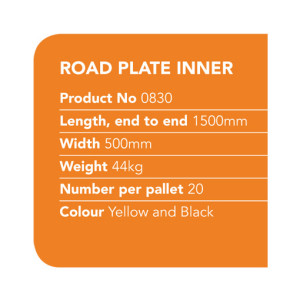 ROAD PLATE INNER
Product No 0830
Length, end to end 1500mm
Width 500mm
Weight 44kg
Number per pallet 20
Colour Yellow and Black